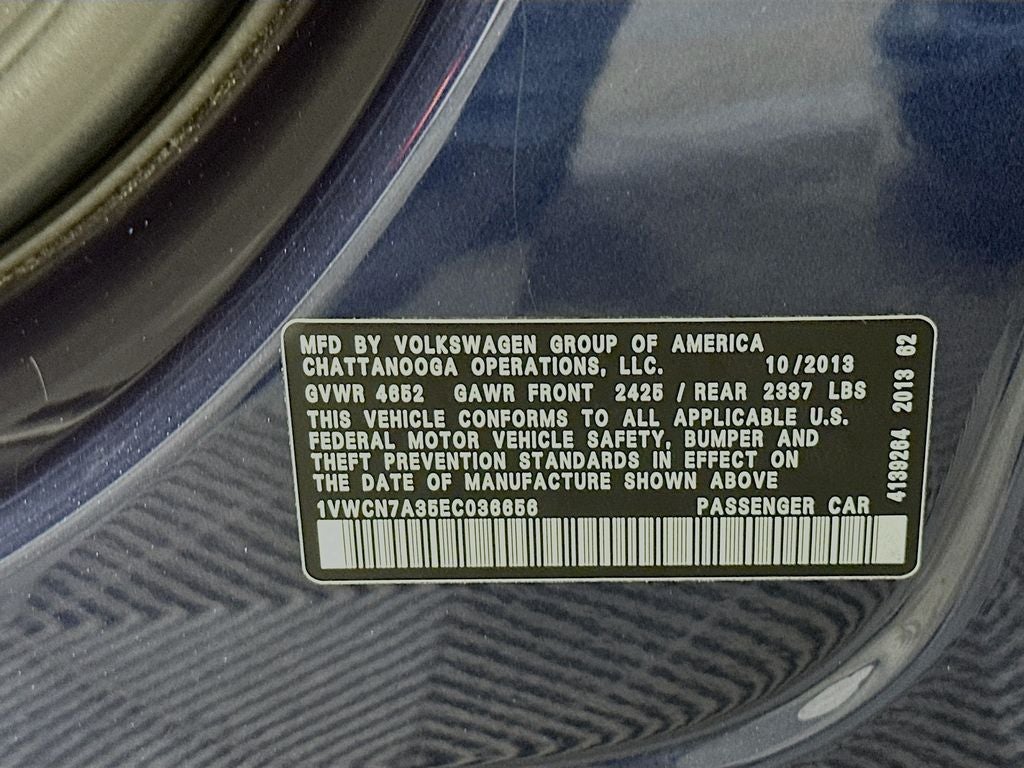 MFD BY VOLKSWAGEN GROUP OF AMERICA
CHATTANOOGA OPERATIONS, LLC. 10/2013
GVWR 4652 GAWR FRONT 2425 / REAR 2337 LBS
THIS VEHICLE CONFORMS TO ALL APPLICABLE U.S.
FEDERAL MOTOR VEHICLE SAFETY, BUMPER AND
THEFT PREVENTION STANDARDS IN EFFECT ON
THE DATE OF MANUFACTURE SHOWN ABOVE
1VWCN7A35EC036656 PASSENGER CAR
4139264 2013 62